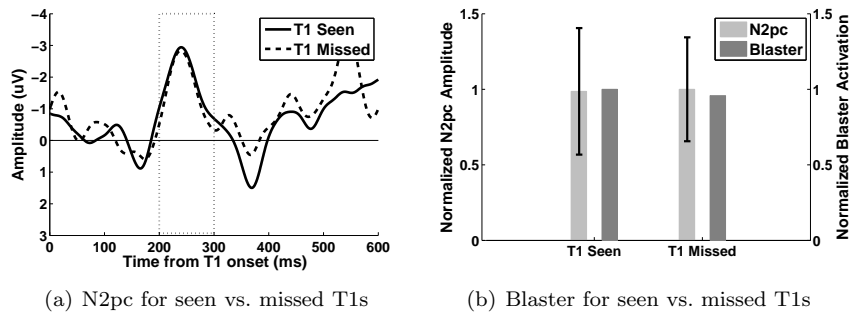 −4
−3
−2
−1
0
1
2
3
Amplitude (uV)
T1 Seen
T1 Missed
0 100 200 300 400 500 600
Time from T1 onset (ms)
(a) N2pc for seen vs. missed T1s
1.5
1
0.5
0
Normalized N2pc Amplitude
N2pc
Blaster
T1 Seen T1 Missed
1.5
1
0.5
0
Normalized Blaster Activation
(b) Blaster for seen vs. missed T1s